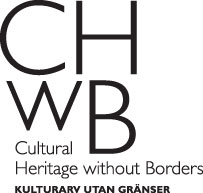 CH
WB
Cultural
Heritage without Borders
KULTURARV UTAN GRÄNSER